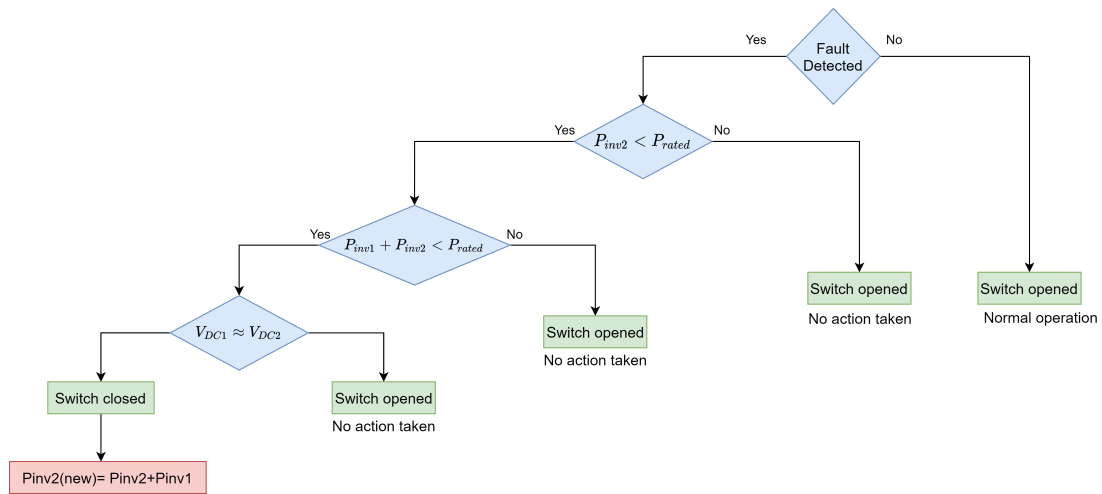 Fault
Detected
Yes
No
P_inv2 < P_rated
Yes
No
P_inv1 + P_inv2 < P_rated
Yes
No
V_DC1 ≈ V_DC2
Switch opened
No action taken
Switch opened
Normal operation
Switch opened
No action taken
Switch closed
Switch opened
No action taken
Pinv2(new)= Pinv2+Pinv1